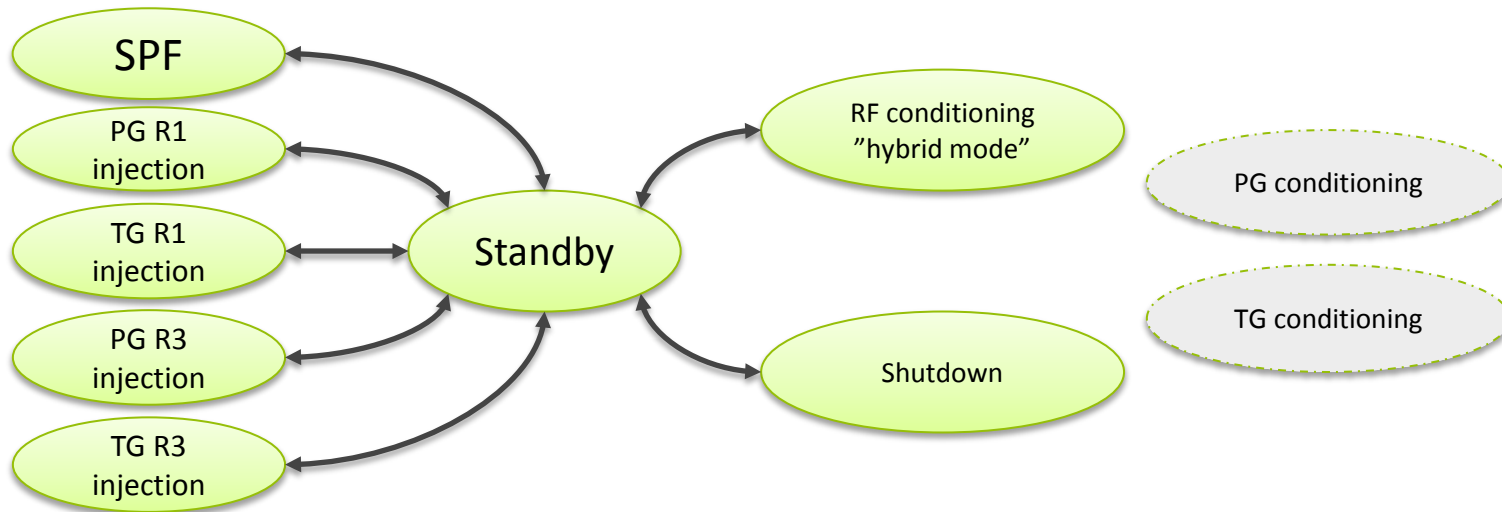 SPF
PG R1
injection
TG R1
injection
PG R3
injection
TG R3
injection
Standby
RF conditioning
”hybrid mode”
Shutdown
PG conditioning
TG conditioning